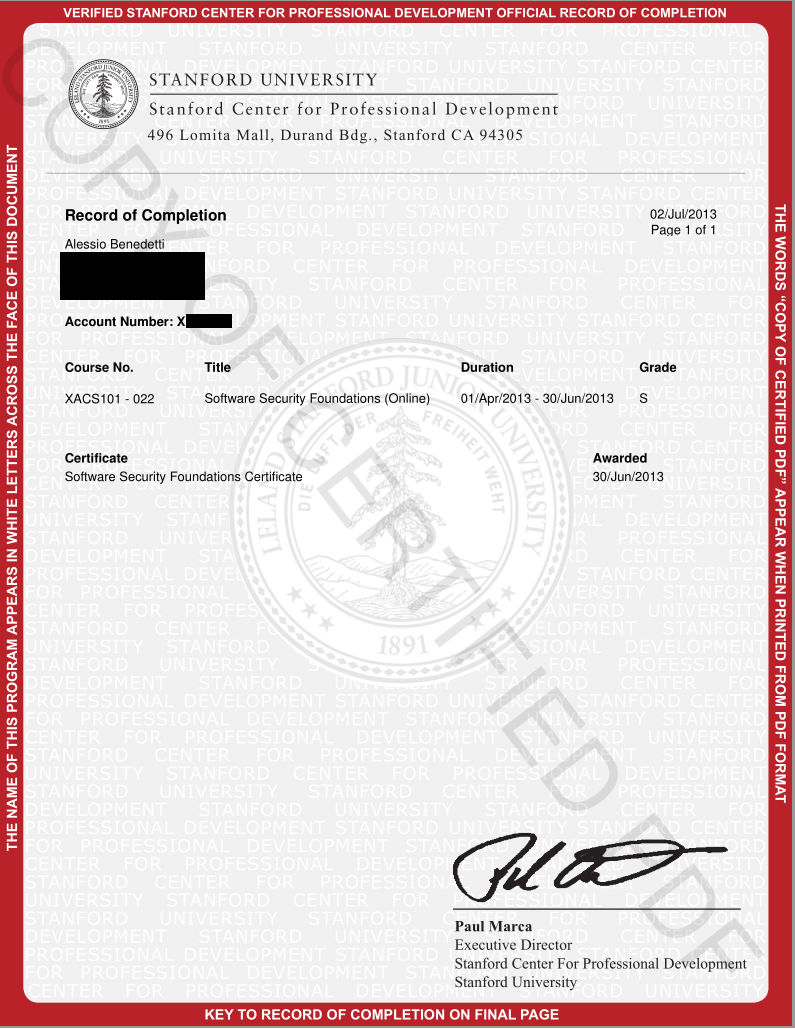 VERIFIED STANFORD CENTER FOR PROFESSIONAL DEVELOPMENT OFFICIAL RECORD OF COMPLETION
STANFORD UNIVERSITY
Stanford Center for Professional Development
496 Lomita Mall, Durand Bdg., Stanford CA 94305
Record of Completion
02/Jul/2013
Page 1 of 1
Alessio Benedetti
Account Number: X
Course No. Title Duration Grade
XACS101 - 022 Software Security Foundations (Online) 01/Apr/2013 - 30/Jun/2013 S
Certificate Awarded
Software Security Foundations Certificate 30/Jun/2013
LELAND STANFORD JUNIOR UNIVERSITY
DIE LUFT DER FREIHEIT WEHT
1891
COPY OF CERTIFIED PDF
Paul Marca
Executive Director
Stanford Center For Professional Development
Stanford University
KEY TO RECORD OF COMPLETION ON FINAL PAGE
THE NAME OF THIS PROGRAM APPEARS IN WHITE LETTERS ACROSS THE FACE OF THIS DOCUMENT
THE WORDS “COPY OF CERTIFIED PDF” APPEAR WHEN PRINTED FROM PDF FORMAT